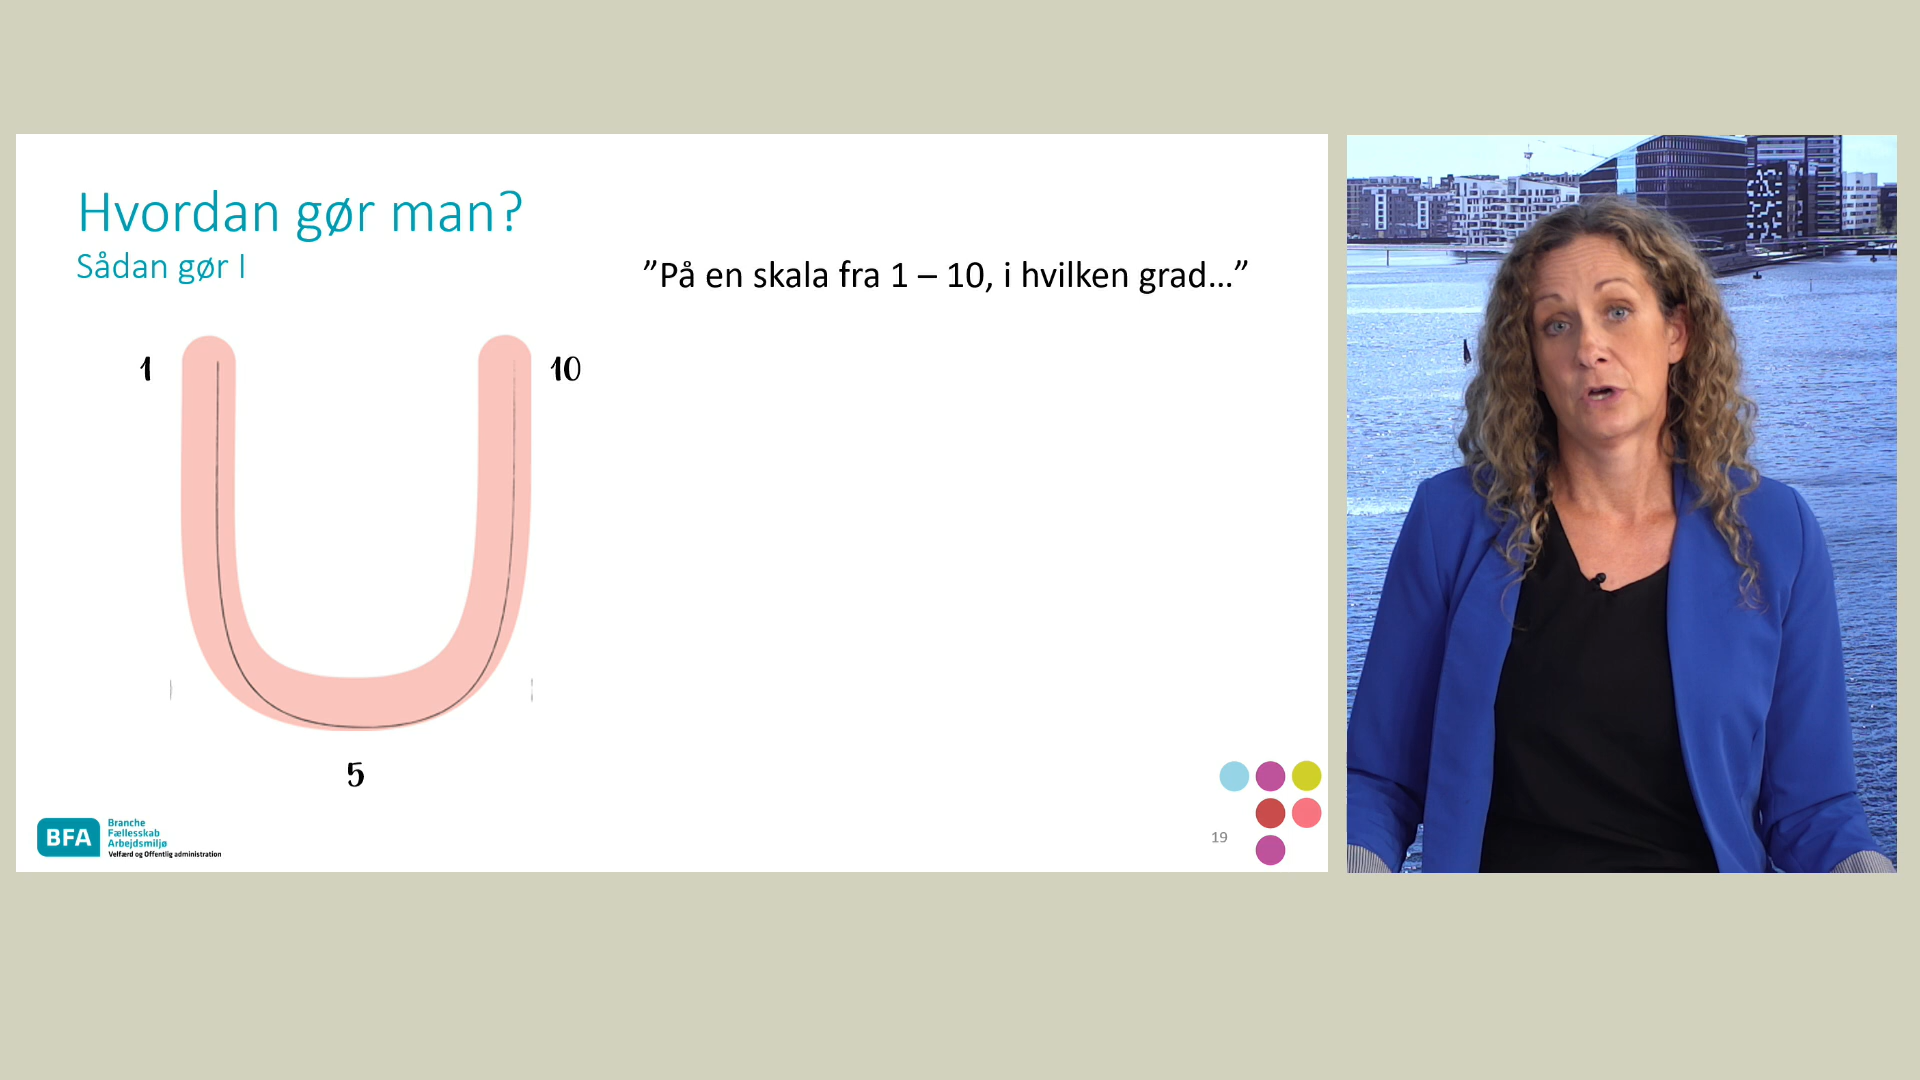 Hvordan gør man?
Sådan gør I
”På en skala fra 1 – 10, i hvilken grad...”
1
10
5
BFA
Branche
Fællesskab
Arbejdsmiljø
Velfærd og Offentlig administration
19